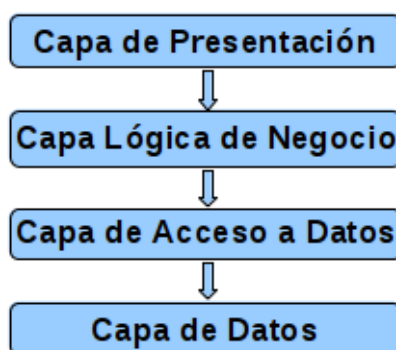 Capa de Presentación
Capa Lógica de Negocio
Capa de Acceso a Datos
Capa de Datos